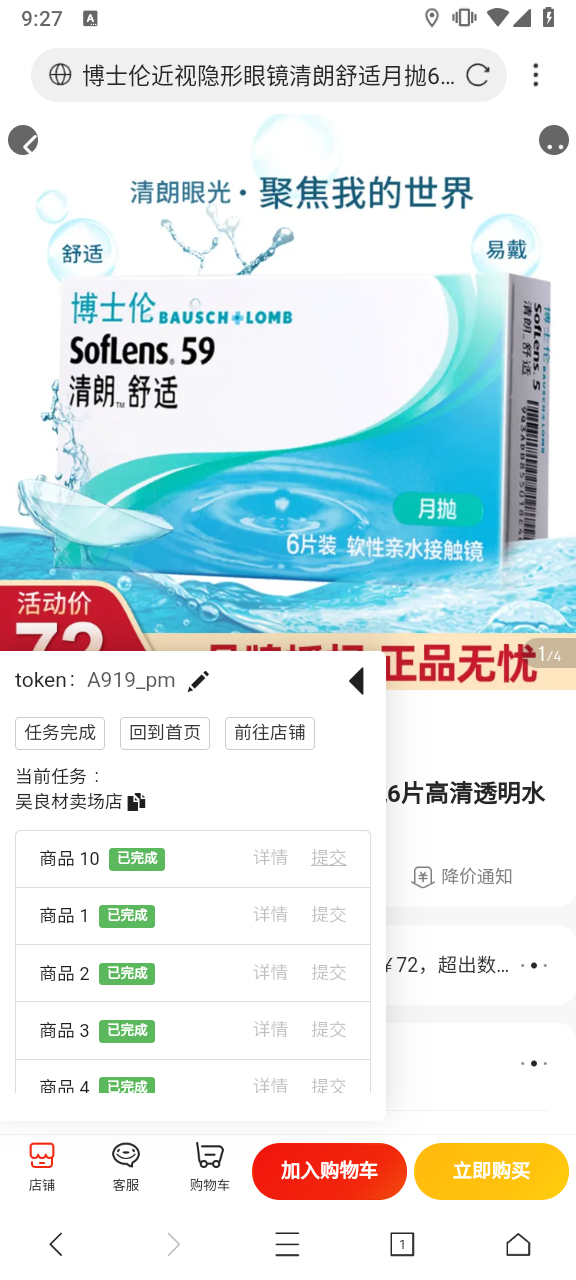 9:27
A
博士伦近视隐形眼镜清朗舒适月抛6...
清朗眼光·聚焦我的世界
舒适
易戴
博士伦 BAUSCH+LOMB
SofLens® 59
清朗™舒适
月抛
6片装 软性亲水接触镜
活动价
72
正品无忧
1/4
token: A919_pm
任务完成 回到首页 前往店铺
当前任务：
吴良材卖场店
6片高清透明水
商品 10 已完成 详情 提交
降价通知
商品 1 已完成 详情 提交
商品 2 已完成 详情 提交
￥72，超出数...
商品 3 已完成 详情 提交
商品 4 已完成 详情 提交
店铺 客服 购物车 加入购物车 立即购买
1